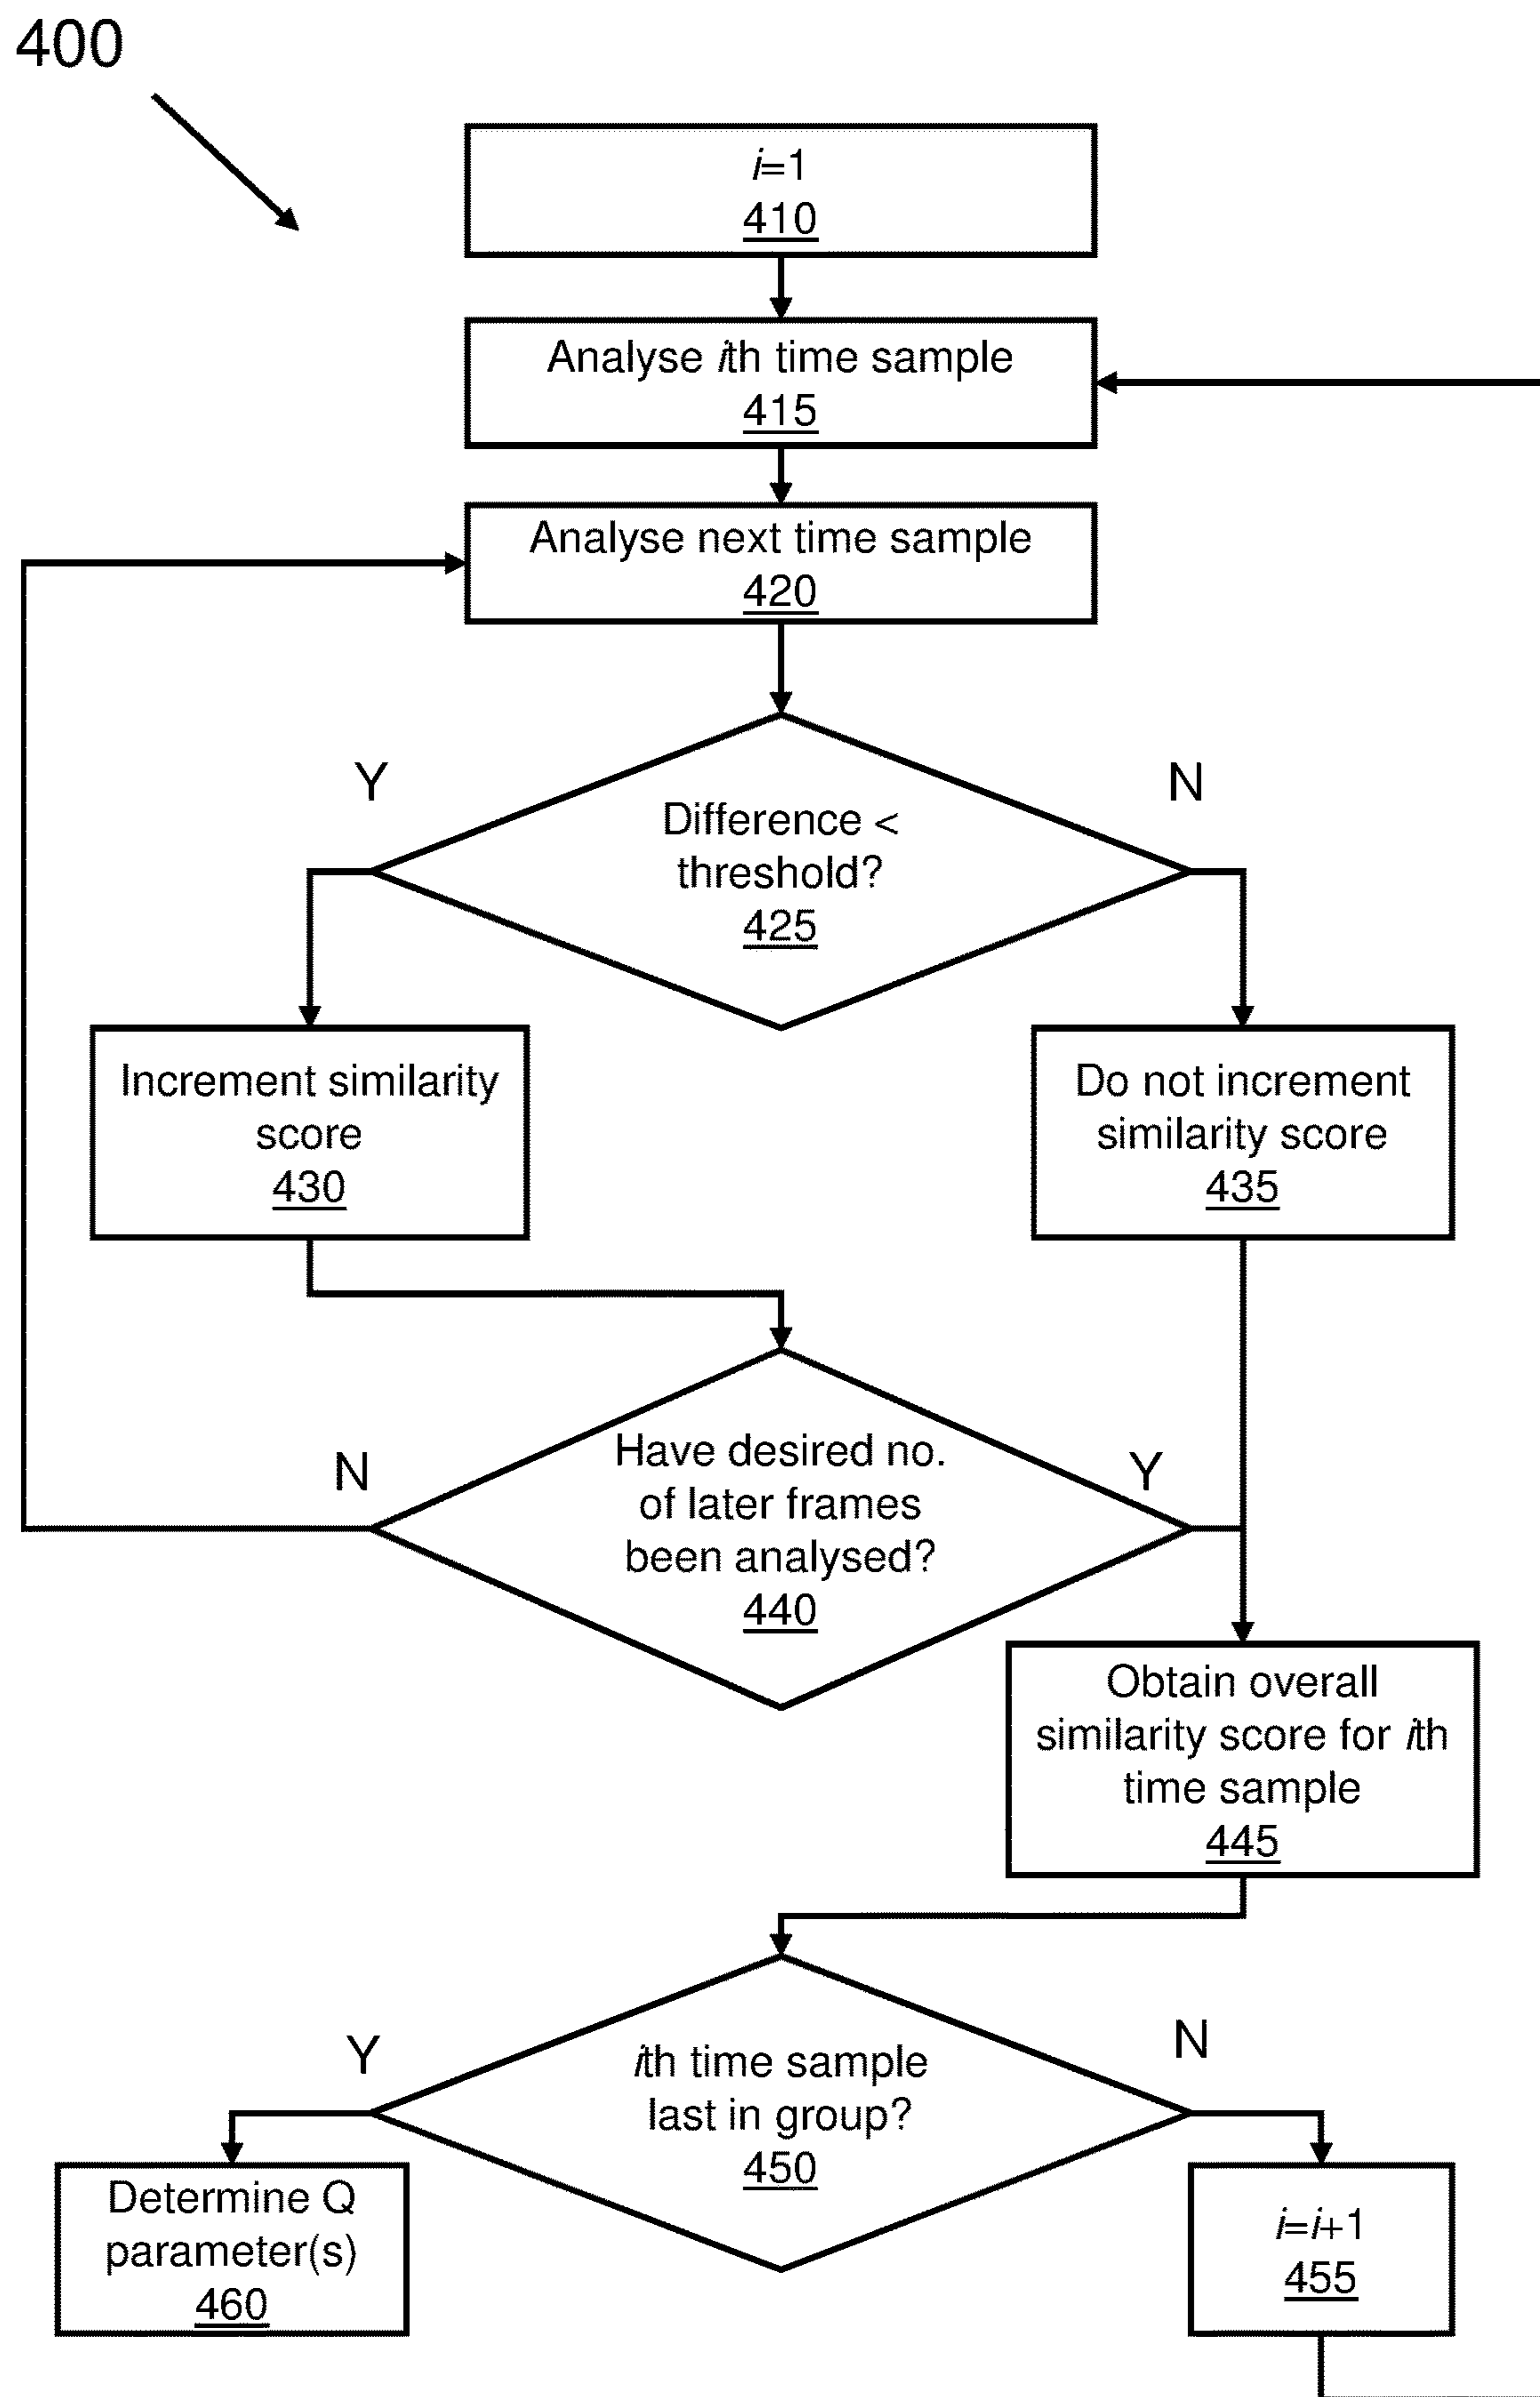 400
i=1
410
Analyse ith time sample
415
Analyse next time sample
420
Y
N
Difference <
threshold?
425
Increment similarity
score
430
Do not increment
similarity score
435
N
Y
Have desired no.
of later frames
been analysed?
440
Obtain overall
similarity score for ith
time sample
445
Y
N
ith time sample
last in group?
450
Determine Q
parameter(s)
460
i=i+1
455